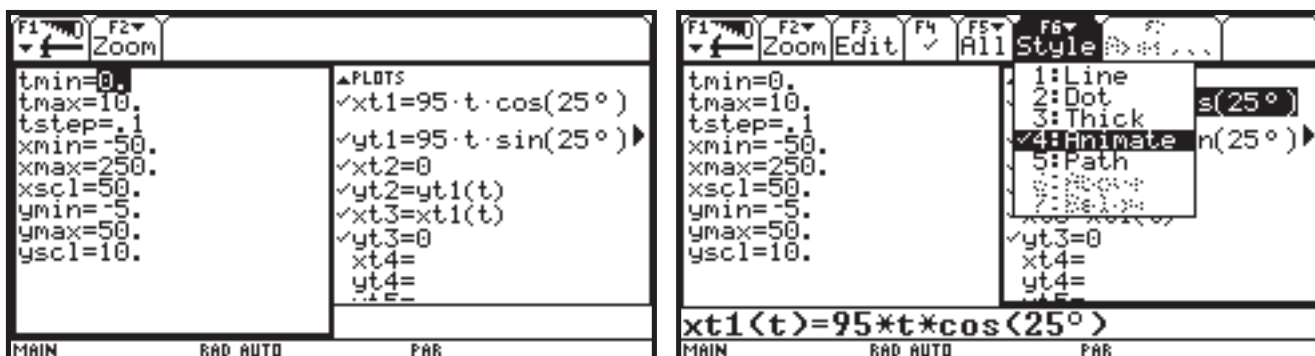 F1 F2
Zoom
tmin=0.
tmax=10.
tstep=.1
xmin=-50.
xmax=250.
xscl=50.
ymin=-5.
ymax=50.
yscl=10.
▲PLOTS
✓xt1=95·t·cos(25°)
✓yt1=95·t·sin(25°)▶
✓xt2=0
✓yt2=yt1(t)
✓xt3=xt1(t)
✓yt3=0
xt4=
yt4=
MAIN RAD AUTO PAR
F1 F2 F3 F4 F5 F6
Zoom Edit ✓ All Style
tmin=0.
tmax=10.
tstep=.1
xmin=-50.
xmax=250.
xscl=50.
ymin=-5.
ymax=50.
yscl=10.
1:Line
2:Dot
3:Thick
✓4:Animate
5:Path
s(25°)
n(25°)▶
✓yt3=0
xt4=
yt4=
xt1(t)=95*t*cos(25°)
MAIN RAD AUTO PAR